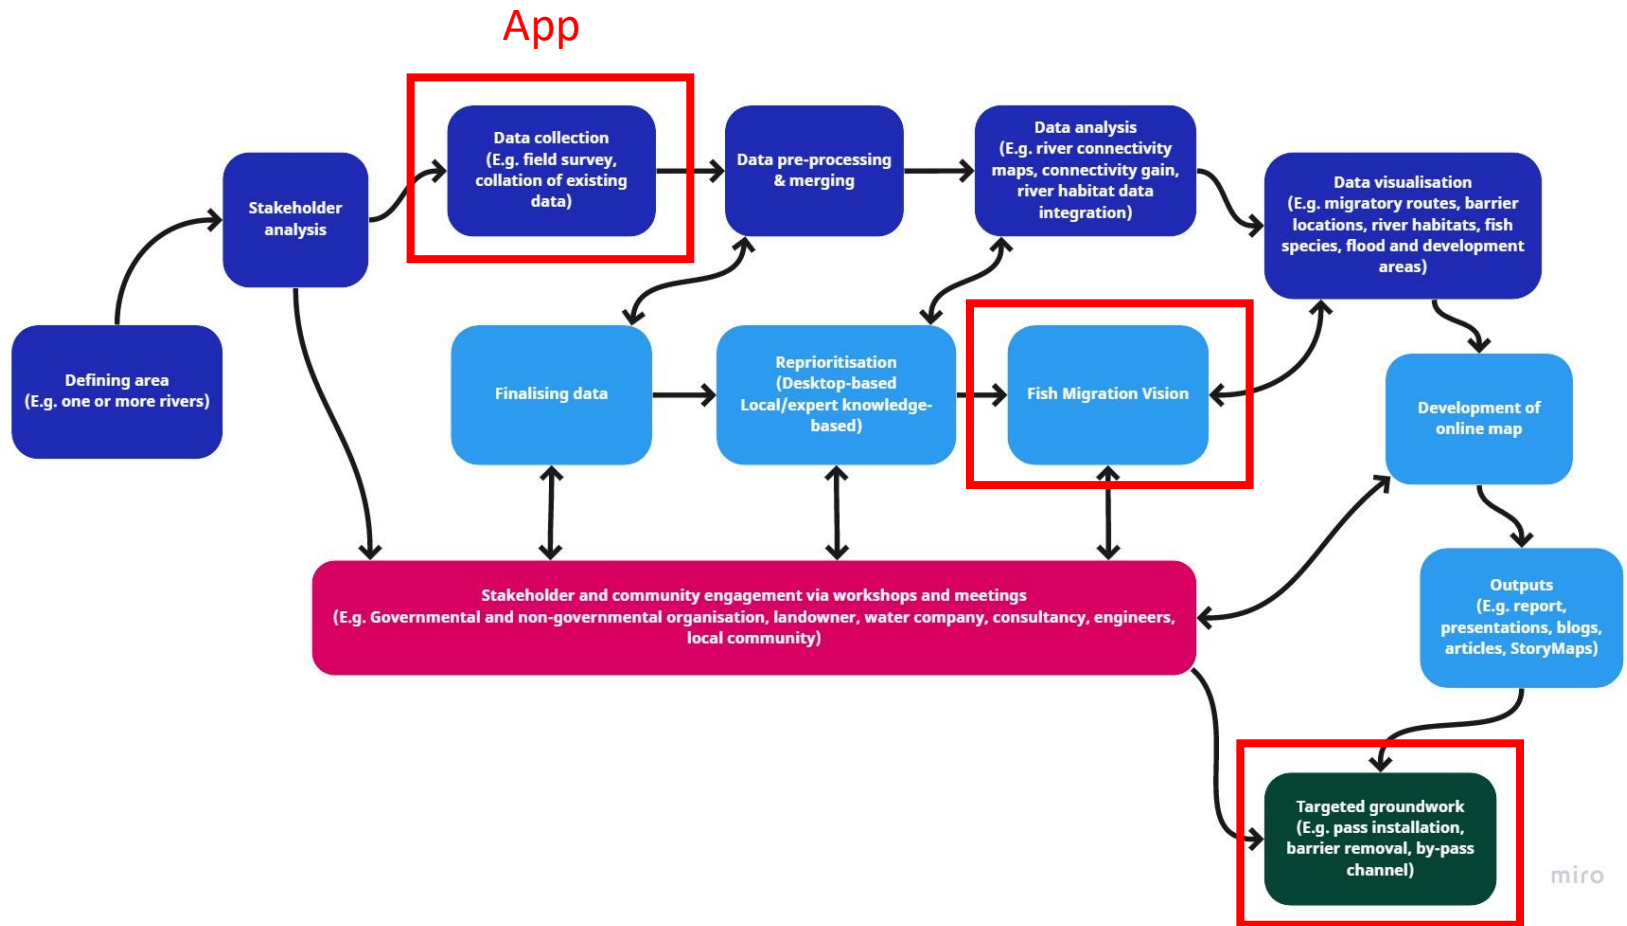 App
Data collection
(E.g. field survey,
collation of existing
data)
Data pre-processing
& merging
Data analysis
(E.g. river connectivity
maps, connectivity gain,
river habitat data
integration)
Stakeholder
analysis
Data visualisation
(E.g. migratory routes, barrier
locations, river habitats, fish
species, flood and development
areas)
Defining area
(E.g. one or more rivers)
Finalising data
Reprioritisation
(Desktop-based
Local/expert knowledge-
based)
Fish Migration Vision
Development of
online map
Stakeholder and community engagement via workshops and meetings
(E.g. Governmental and non-governmental organisation, landowner, water company, consultancy, engineers,
local community)
Outputs
(E.g. report,
presentations, blogs,
articles, StoryMaps)
Targeted groundwork
(E.g. pass installation,
barrier removal, by-pass
channel)
miro